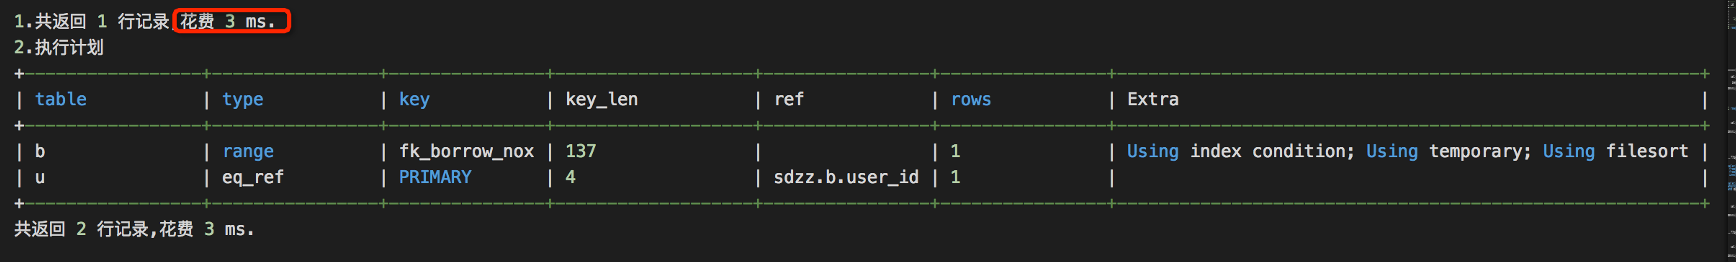 1.共返回 1 行记录,花费 3 ms.
2.执行计划
+-----------------+----------------+---------------+-------------------+----------------+----------------+--------------------------------------------------------+
| table | type | key | key_len | ref | rows | Extra |
+-----------------+----------------+---------------+-------------------+----------------+----------------+--------------------------------------------------------+
| b | range | fk_borrow_nox | 137 | | 1 | Using index condition; Using temporary; Using filesort |
| u | eq_ref | PRIMARY | 4 | sdzz.b.user_id | 1 | |
+-----------------+----------------+---------------+-------------------+----------------+----------------+--------------------------------------------------------+
共返回 2 行记录,花费 3 ms.